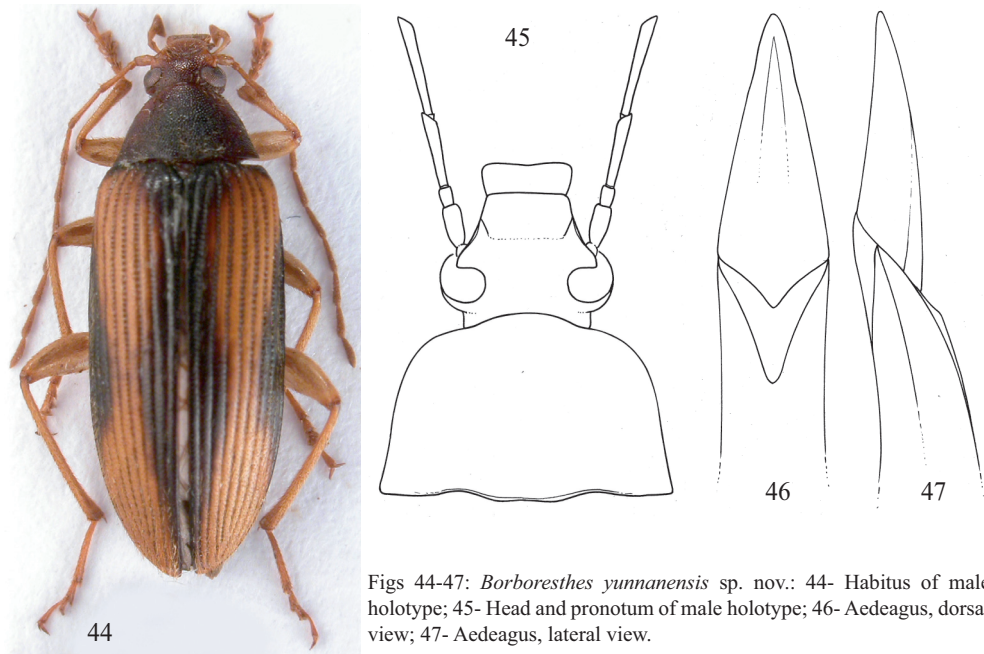 45
46
47
44
Figs 44-47: Borboresthes yunnanensis sp. nov.: 44- Habitus of male
holotype; 45- Head and pronotum of male holotype; 46- Aedeagus, dorsa
view; 47- Aedeagus, lateral view.